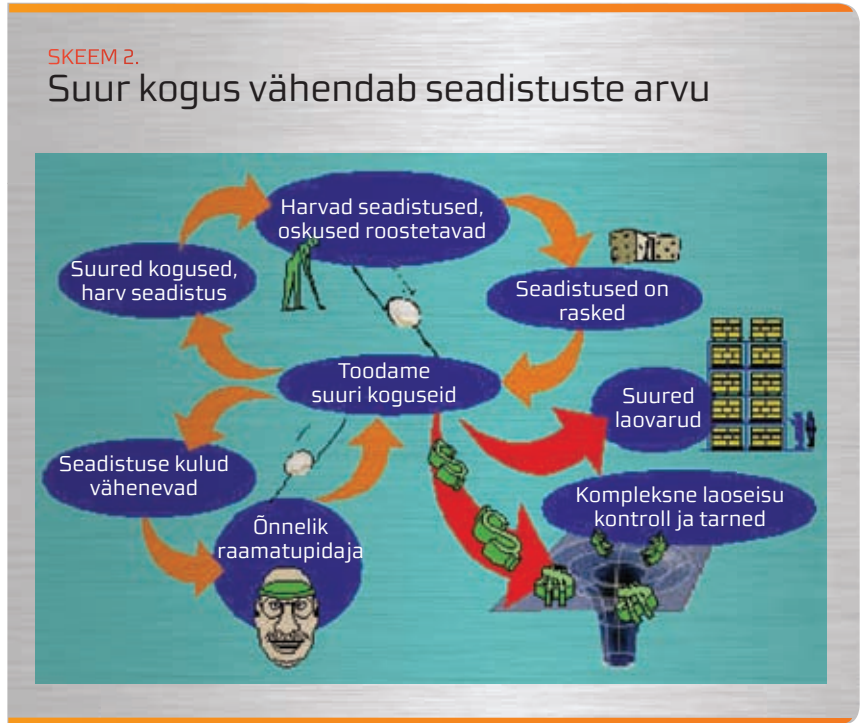 SKEEM 2.
Suur kogus vähendab seadistuste arvu
Harvad seadistused,
oskused roostetavad
Suured kogused,
harv seadistus
Seadistused on
rasked
Toodame
suuri koguseid
Suured
laovarud
Seadistuse kulud
vähenevad
Kompleksne laoseisu
kontroll ja tarned
Õnnelik
raamatupidaja